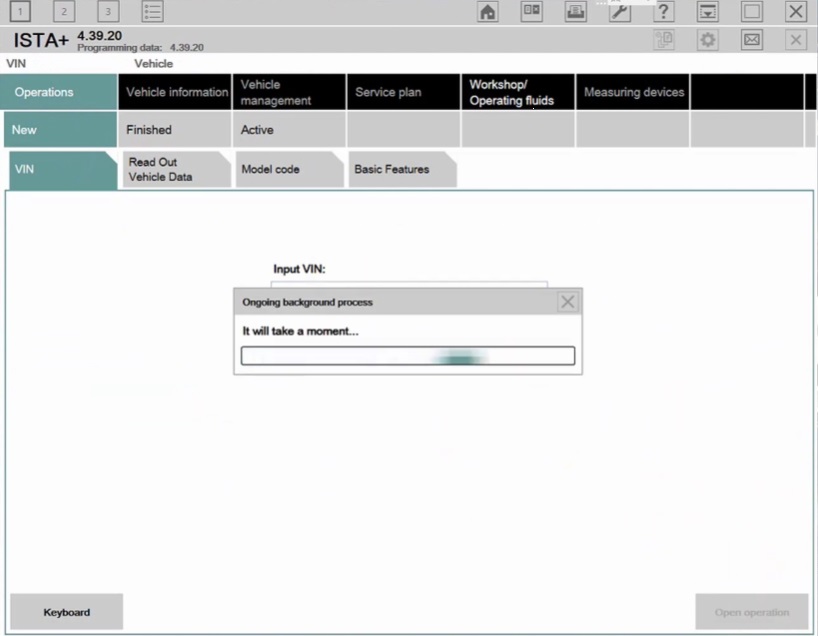 1 2 3 ?
ISTA+ 4.39.20
Programming data: 4.39.20
VIN Vehicle
Operations Vehicle information Vehicle management Service plan Workshop/ Operating fluids Measuring devices
New Finished Active
VIN Read Out Vehicle Data Model code Basic Features
Input VIN:
Ongoing background process
It will take a moment...
Keyboard Open operation